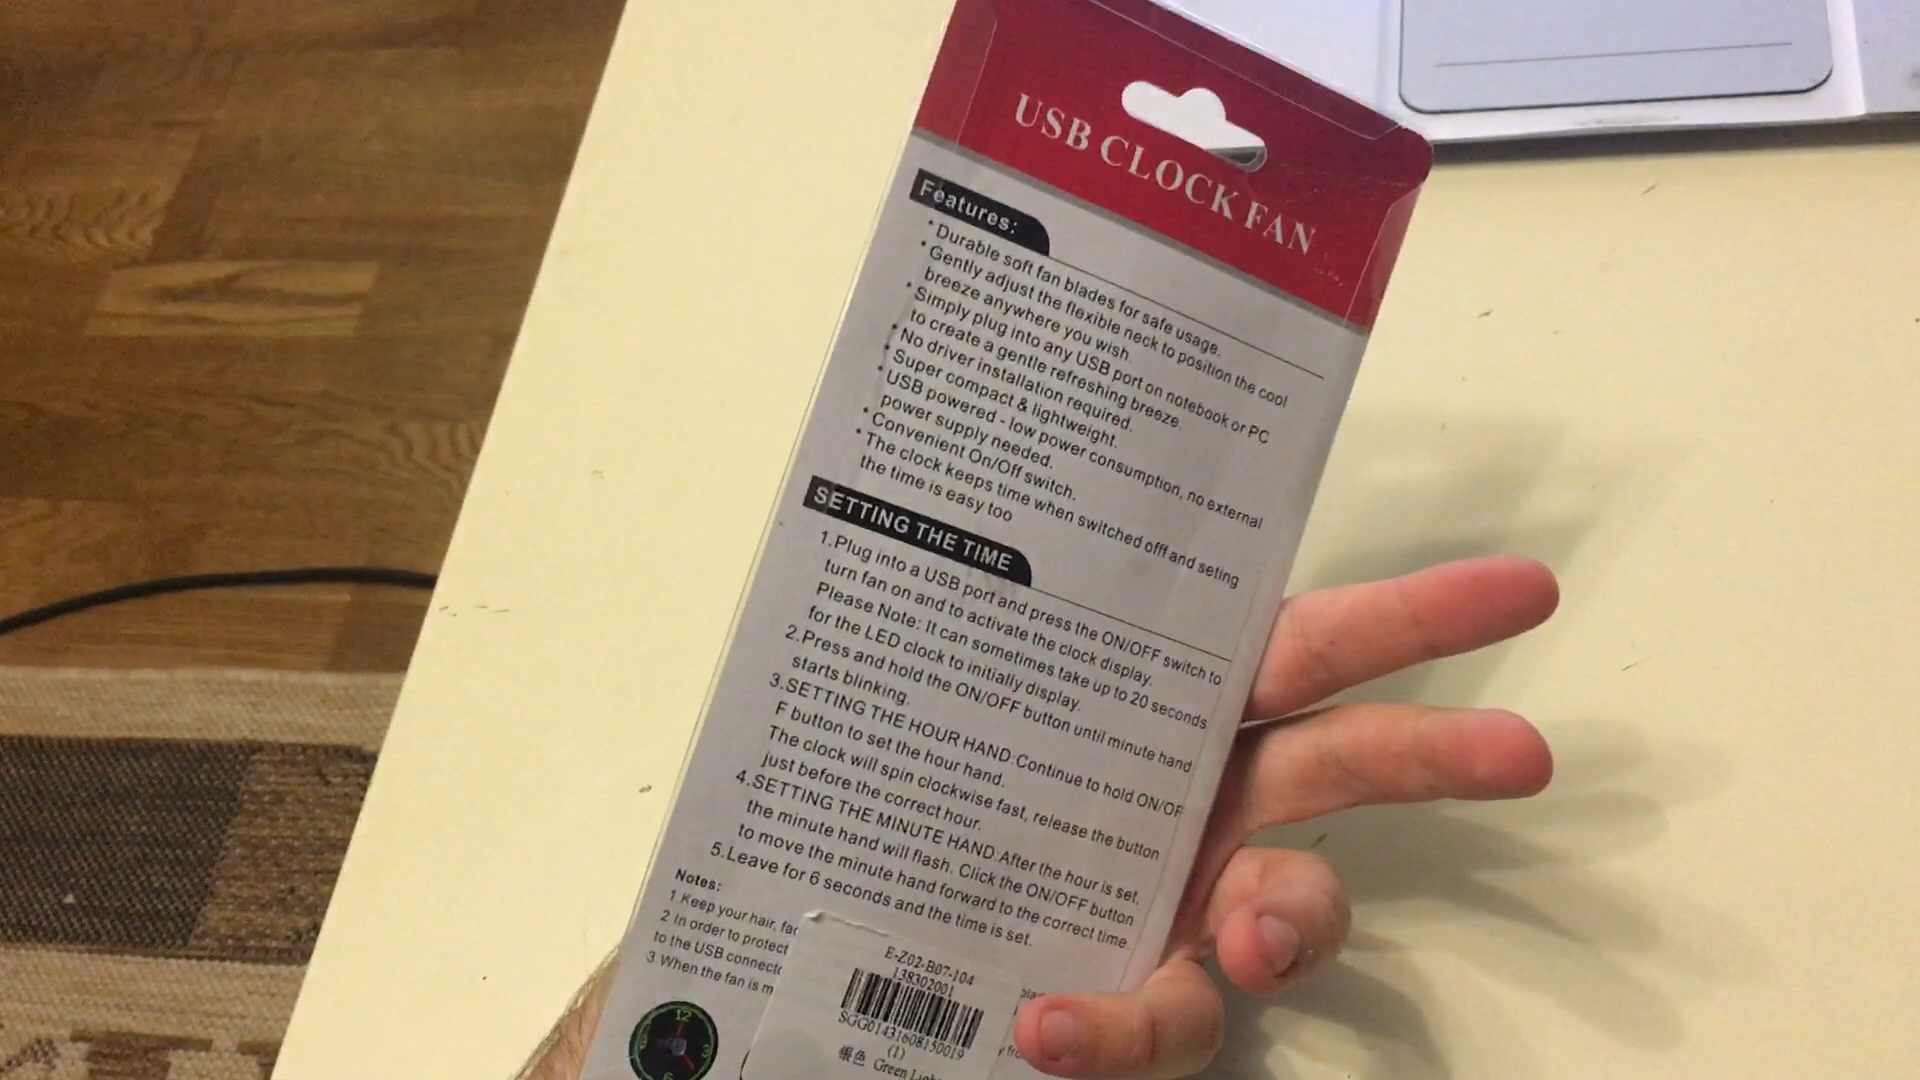 USB CLOCK FAN
Features:
• Durable soft fan blades for safe usage.
• Gently adjust the flexible neck to position the cool
breeze anywhere you wish.
• Simply plug into any USB port on notebook or PC
to create a gentle refreshing breeze.
• No driver installation required.
• Super compact & lightweight.
• USB powered - low power consumption, no external
power supply needed.
• Convenient On/Off switch.
• The clock keeps time when switched offf and seting
the time is easy too
SETTING THE TIME
1.Plug into a USB port and press the ON/OFF switch to
turn fan on and to activate the clock display.
Please Note: It can sometimes take up to 20 seconds
for the LED clock to initially display.
2.Press and hold the ON/OFF button until minute hand
starts blinking.
3.SETTING THE HOUR HAND:Continue to hold ON/OF
F button to set the hour hand.
The clock will spin clockwise fast, release the button
just before the correct hour.
4.SETTING THE MINUTE HAND:After the hour is set,
the minute hand will flash. Click the ON/OFF button
to move the minute hand forward to the correct time.
5.Leave for 6 seconds and the time is set.
Notes:
1 Keep your hair,
2 In order to protect
to the USB
3 When the fan is
E-Z02-B07-104
138302001
SGG01431608150019
(1)
銀色 Green
12
3
6